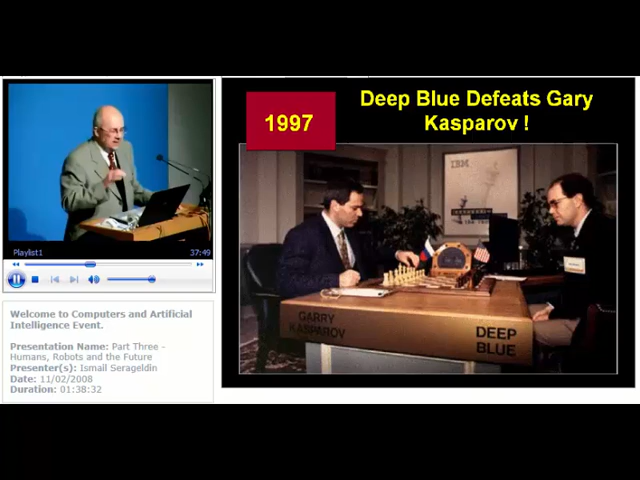 1997
Deep Blue Defeats Gary
Kasparov !
IBM
GARRY
KASPAROV
DEEP
BLUE
Playlist1
37:49
Welcome to Computers and Artificial
Intelligence Event.
Presentation Name: Part Three -
Humans, Robots and the Future
Presenter(s): Ismail Serageldin
Date: 11/02/2008
Duration: 01:38:32